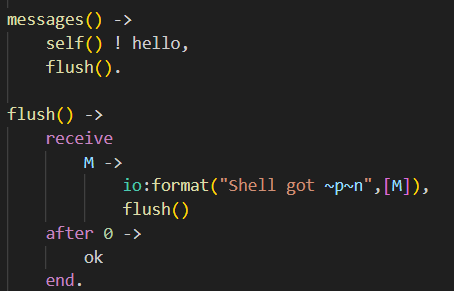 messages() ->
    self() ! hello,
    flush().

flush() ->
    receive
        M ->
            io:format("Shell got ~p~n",[M]),
            flush()
    after 0 ->
        ok
    end.